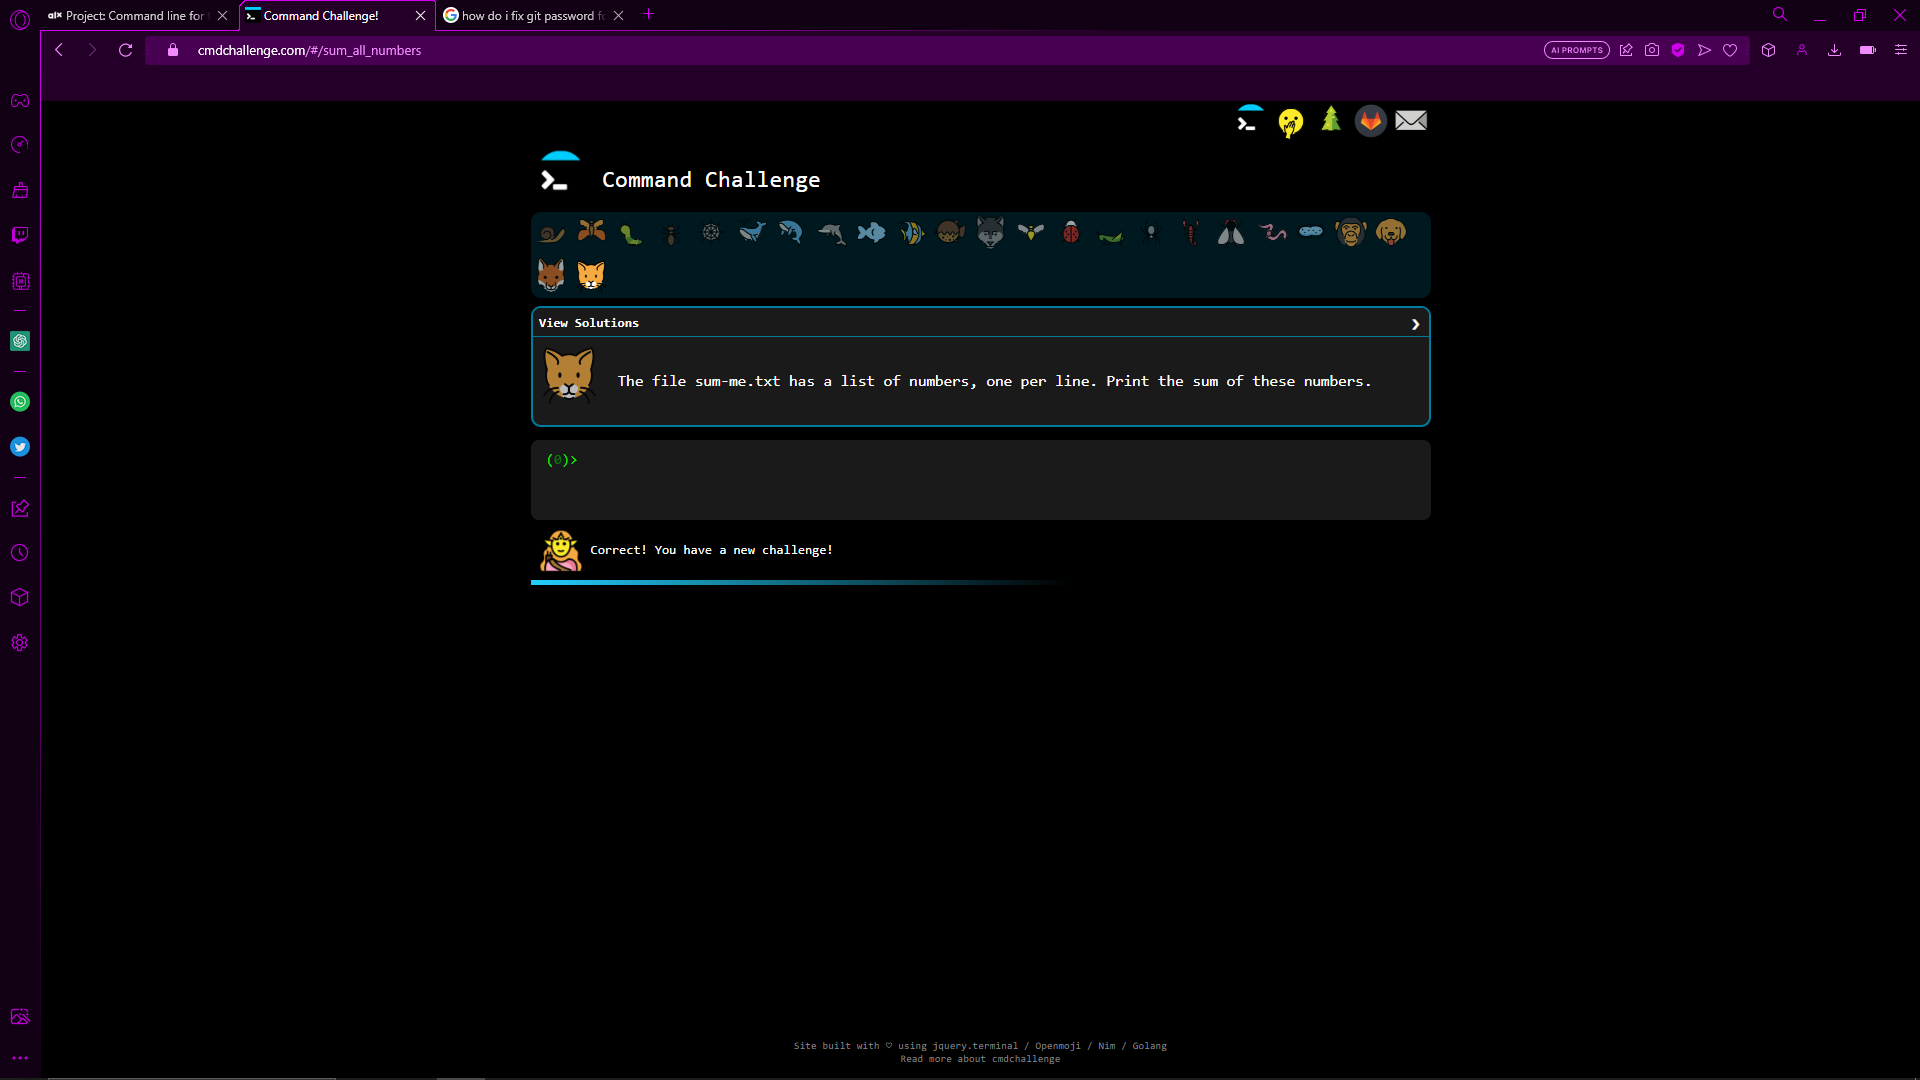 alx Project: Command line for
Command Challenge!
how do i fix git password fo
cmdchallenge.com/#/sum_all_numbers
AI PROMPTS
Command Challenge
View Solutions
The file sum-me.txt has a list of numbers, one per line. Print the sum of these numbers.
(0)>
Correct! You have a new challenge!
Site built with ♡ using jquery.terminal / Openmoji / Nim / Golang
Read more about cmdchallenge